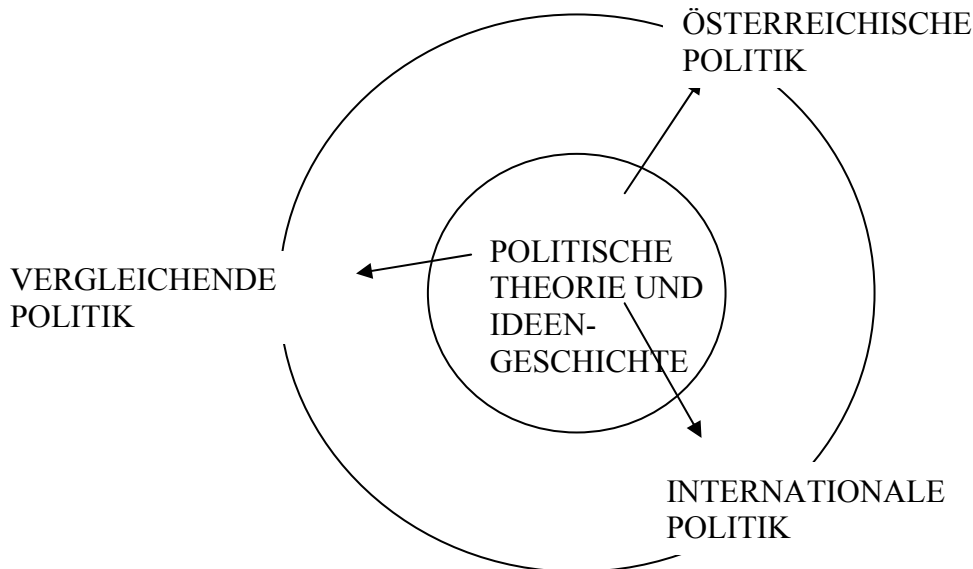 ÖSTERREICHISCHE
POLITIK
VERGLEICHENDE
POLITIK
POLITISCHE
THEORIE UND
IDEEN-
GESCHICHTE
INTERNATIONALE
POLITIK